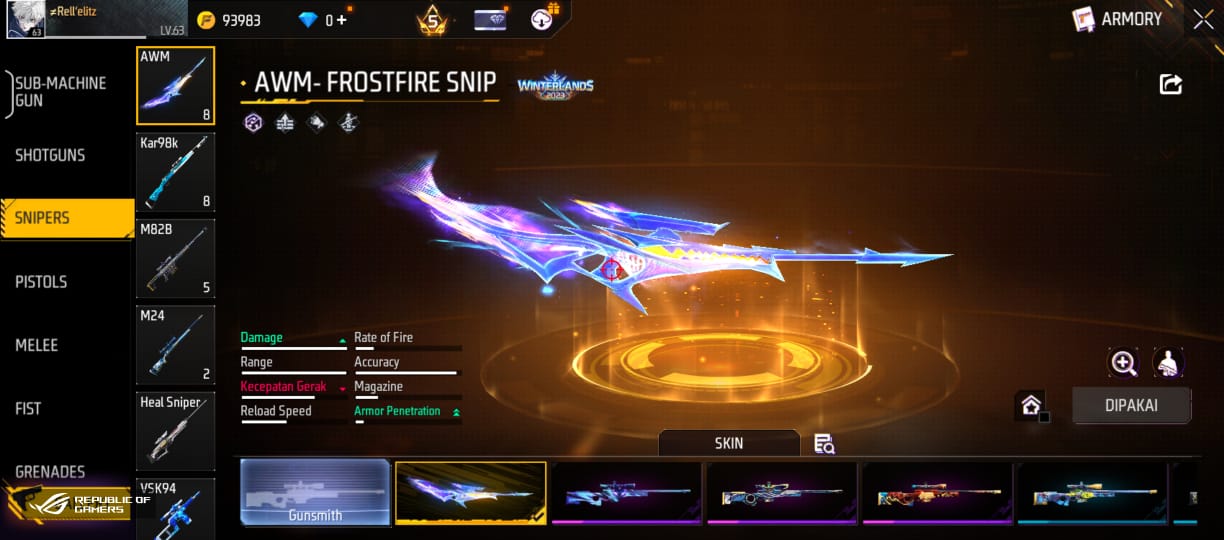 ≠Rell'elitz
63
LV.63
93983
0 +
5
ARMORY
SUB-MACHINE
GUN
SHOTGUNS
SNIPERS
PISTOLS
MELEE
FIST
GRENADES
REPUBLIC OF
GAMERS
AWM
8
Kar98k
8
M82B
5
M24
2
Heal Sniper
VSK94
AWM- FROSTFIRE SNIP
WINTERLANDS
2023
Damage
Rate of Fire
Range
Accuracy
Kecepatan Gerak
Magazine
Reload Speed
Armor Penetration
DIPAKAI
SKIN
Gunsmith